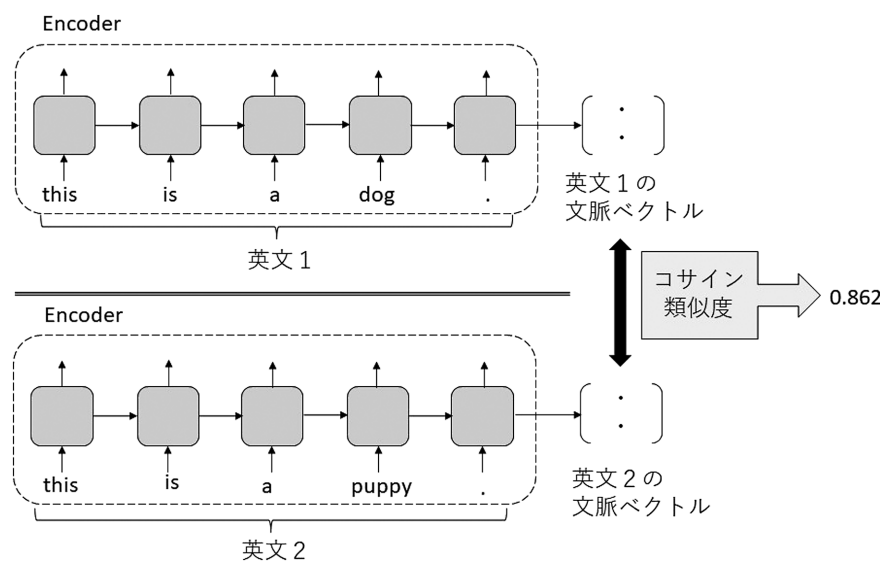 Encoder
this is a dog .
英文１
英文１の
文脈ベクトル
コサイン
類似度
0.862
Encoder
this is a puppy .
英文２
英文２の
文脈ベクトル